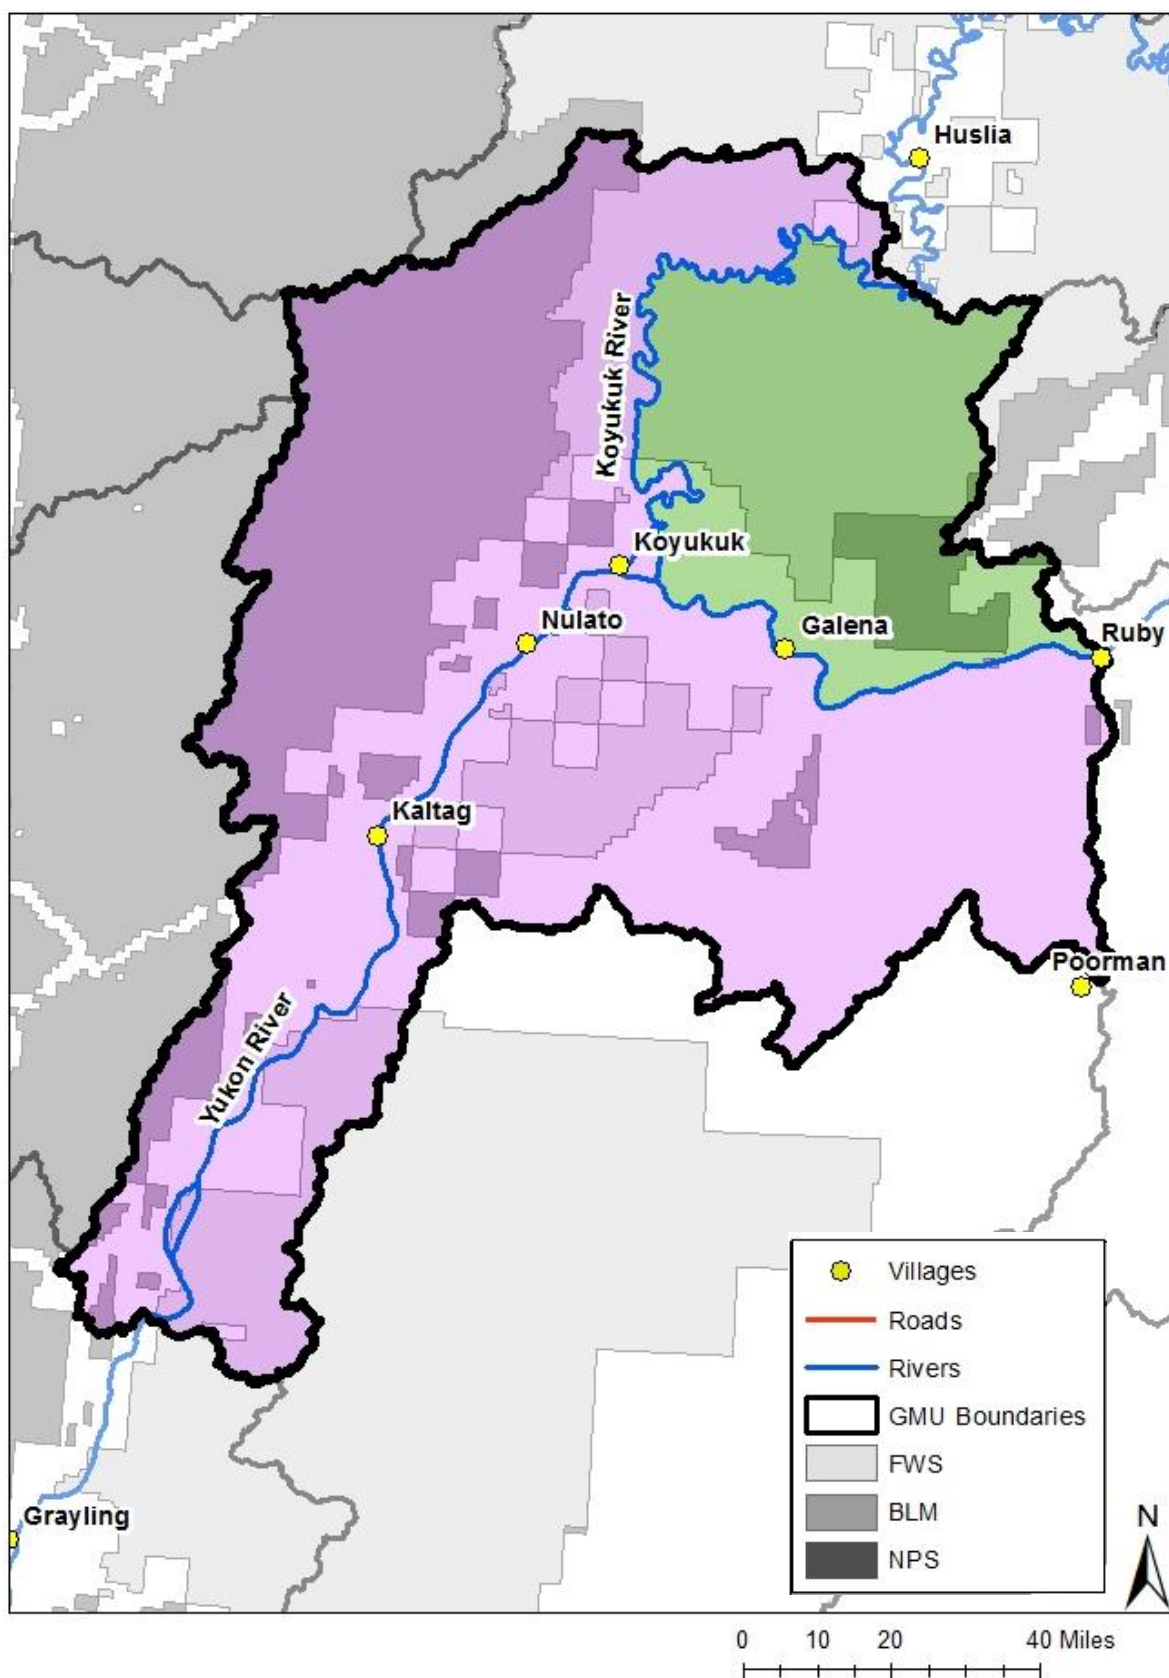 Huslia
Koyukuk River
Koyukuk
Nulato
Galena
Ruby
Kaltag
Poorman
Yukon River
Villages
Roads
Rivers
GMU Boundaries
FWS
BLM
NPS
Grayling
N
0 10 20 40 Miles